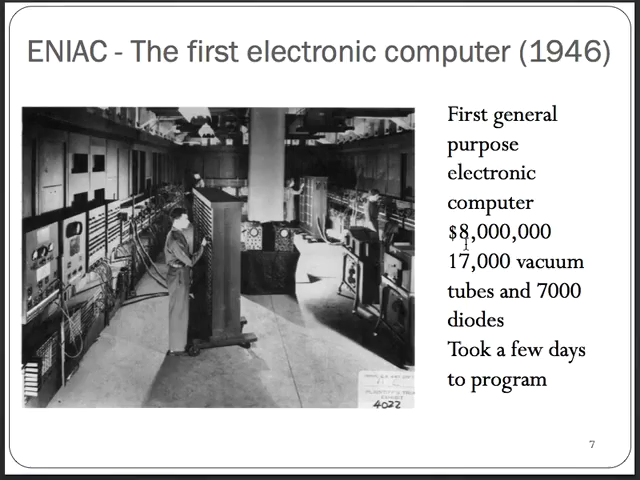 ENIAC - The first electronic computer (1946)
First general
purpose
electronic
computer
$8,000,000
17,000 vacuum
tubes and 7000
diodes
Took a few days
to program
4022
7